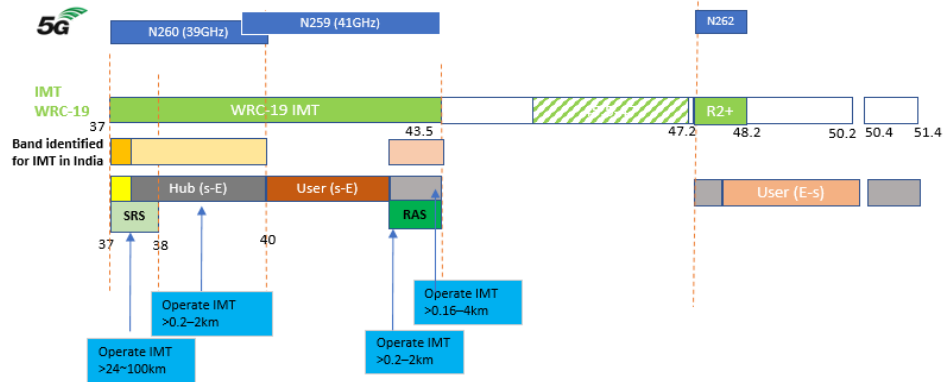 5G
N260 (39GHz)
N259 (41GHz)
N262
IMT
WRC-19
WRC-19 IMT
R2+
37
43.5
47.2
48.2
50.2
50.4
51.4
Band identified
for IMT in India
Hub (s-E)
User (s-E)
User (E-s)
SRS
RAS
37
38
40
Operate IMT
>0.16–4km
Operate IMT
>0.2–2km
Operate IMT
>0.2–2km
Operate IMT
>24~100km